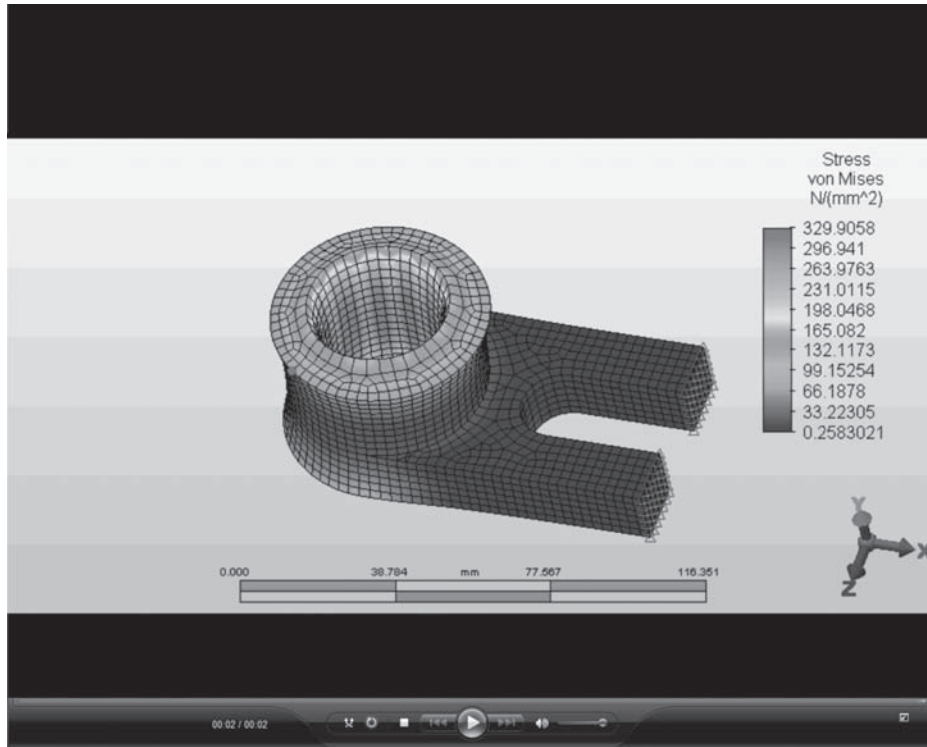 Stress
von Mises
N/(mm^2)
329.9058
296.941
263.9763
231.0115
198.0468
165.082
132.1173
99.15254
66.1878
33.22305
0.2583021
Y
X
Z
0.000 38.784 mm 77.567 116.351
00:02 / 00:02